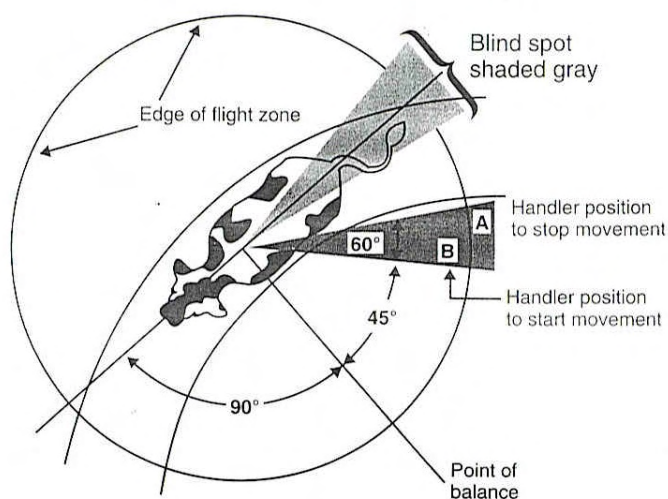 Blind spot
shaded gray
Edge of flight zone
A
Handler position
to stop movement
60°
B
Handler position
to start movement
45°
90°
Point of
balance